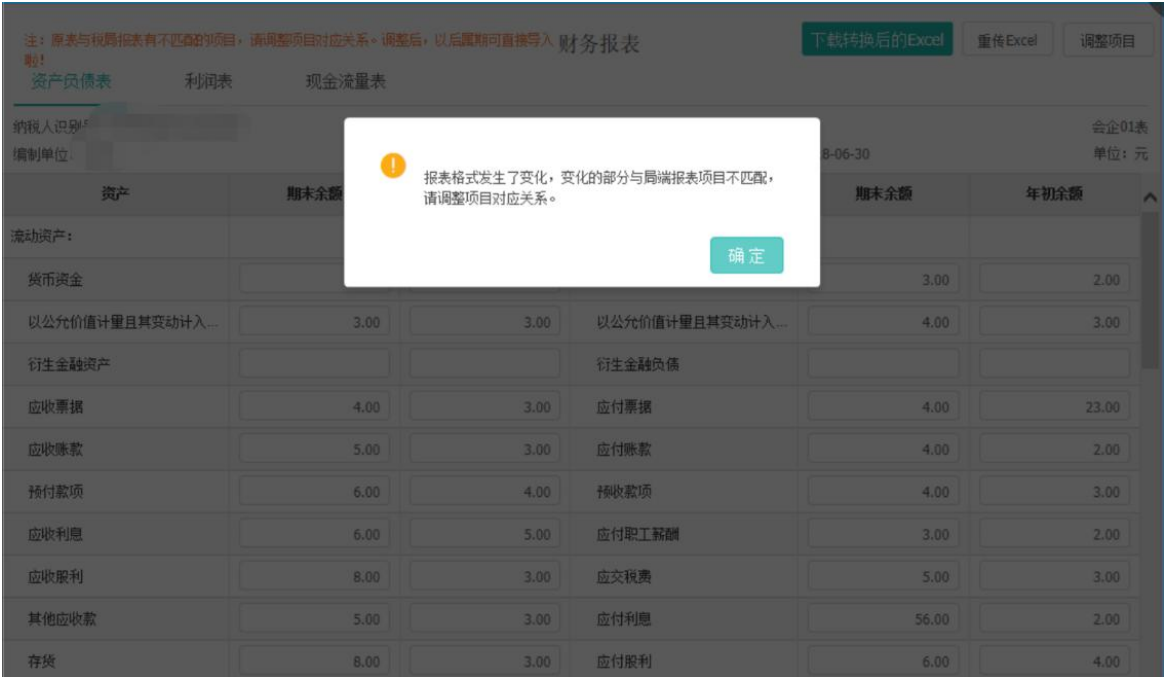 注：原表与税局报表有不匹配的项目，请调整项目对应关系。调整后，以后属期可直接导入
啦！
财务报表
下载转换后的Excel
重传Excel
调整项目
资产负债表
利润表
现金流量表
纳税人识别
会企01表
编制单位
8-06-30
单位：元
资产
期末余额
期末余额
年初余额
流动资产：
货币资金
3.00
2.00
以公允价值计量且其变动计入...
3.00
3.00
以公允价值计量且其变动计入...
4.00
3.00
衍生金融资产
衍生金融负债
应收票据
4.00
3.00
应付票据
4.00
23.00
应收账款
5.00
3.00
应付账款
4.00
2.00
预付款项
6.00
4.00
预收款项
4.00
3.00
应收利息
6.00
5.00
应付职工薪酬
3.00
2.00
应收股利
8.00
3.00
应交税费
5.00
3.00
其他应收款
5.00
3.00
应付利息
56.00
2.00
存货
8.00
3.00
应付股利
6.00
4.00
报表格式发生了变化，变化的部分与局端报表项目不匹配，
请调整项目对应关系。
确定